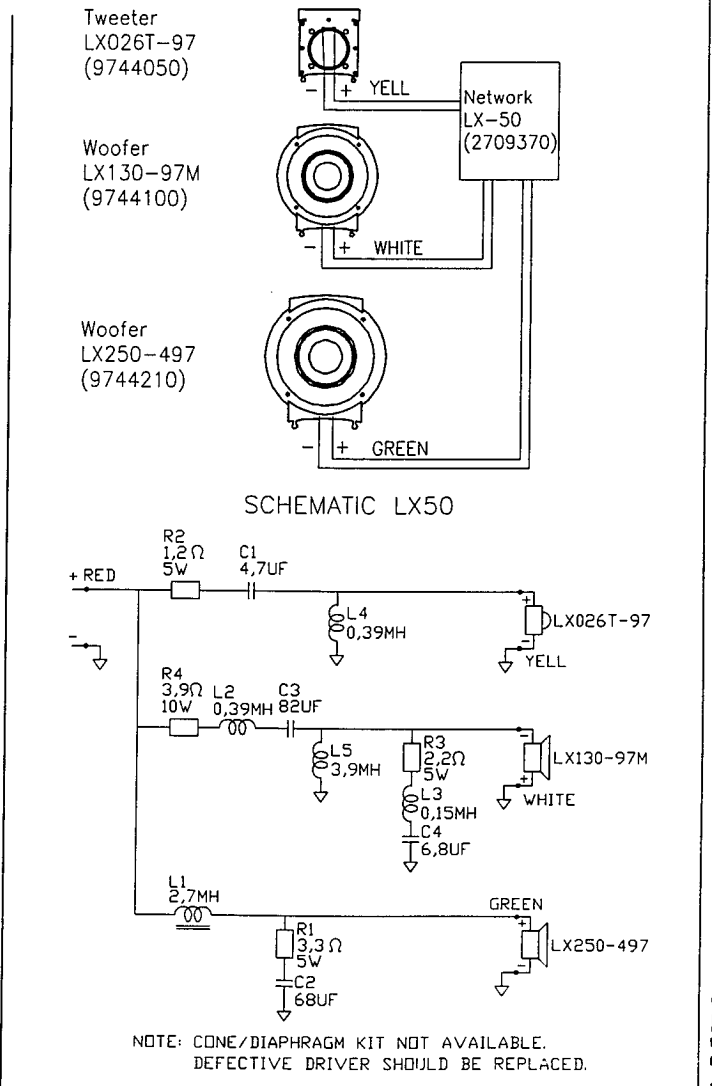 Tweeter
LX026T-97
(9744050)
- + YELL
Network
LX-50
(2709370)
Woofer
LX130-97M
(9744100)
- + WHITE
Woofer
LX250-497
(9744210)
- + GREEN
SCHEMATIC LX50
+ RED
-
R2
1,2Ω
5W
C1
4,7UF
L4
0,39MH
+
LX026T-97
-
YELL
R4
3,9Ω
10W
L2
0,39MH
C3
82UF
L5
3,9MH
R3
2,2Ω
5W
L3
0,15MH
C4
6,8UF
-
LX130-97M
+
WHITE
L1
2,7MH
R1
3,3Ω
5W
C2
68UF
GREEN
+
LX250-497
-
NOTE: CONE/DIAPHRAGM KIT NOT AVAILABLE.
DEFECTIVE DRIVER SHOULD BE REPLACED.